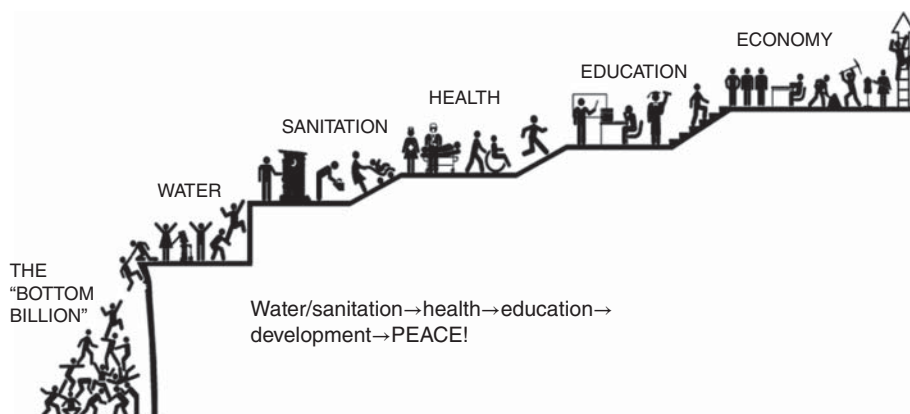 ECONOMY
EDUCATION
HEALTH
SANITATION
WATER
THE
“BOTTOM
BILLION”
Water/sanitation→health→education→
development→PEACE!